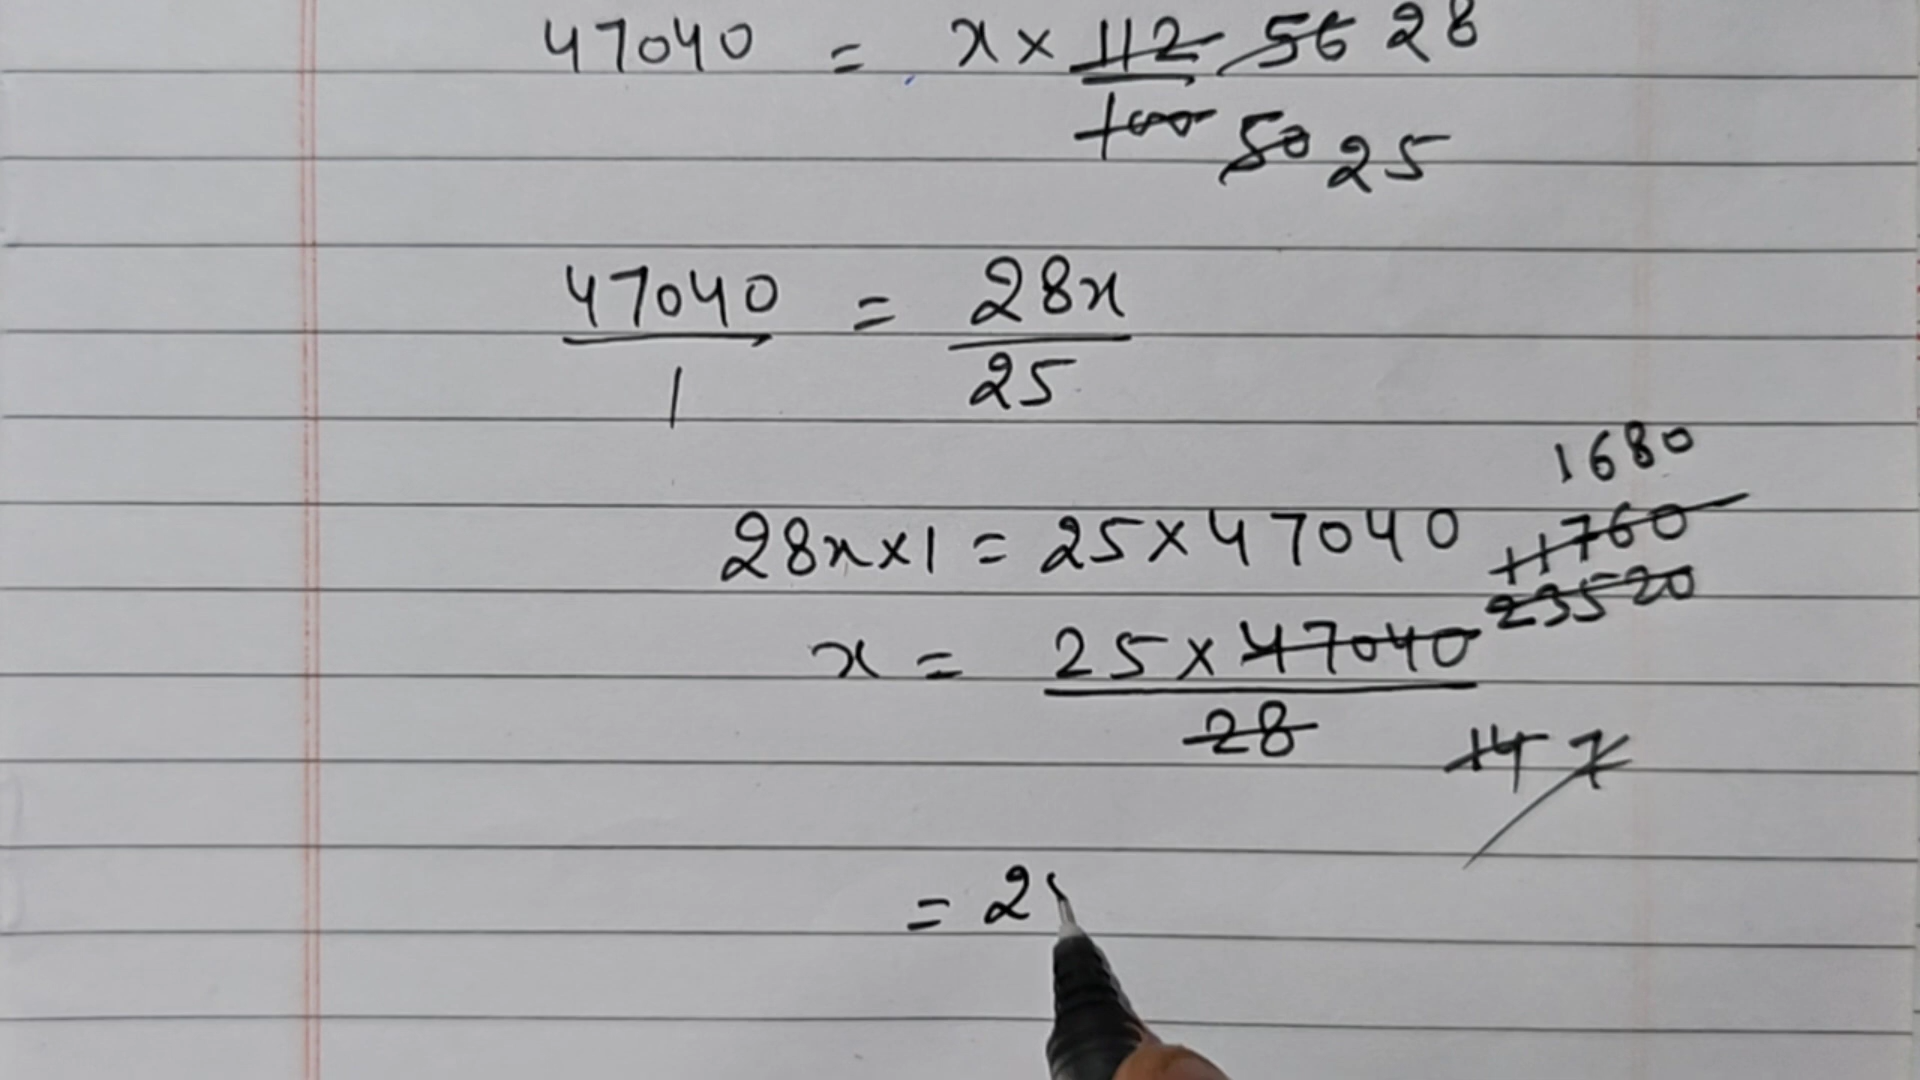 47040 = x × 112 56 28
100 50 25
47040 = 28x
1 25
1680
28x×1 = 25×47040 11760
23520
x = 25×47040
28 14 7
= 2